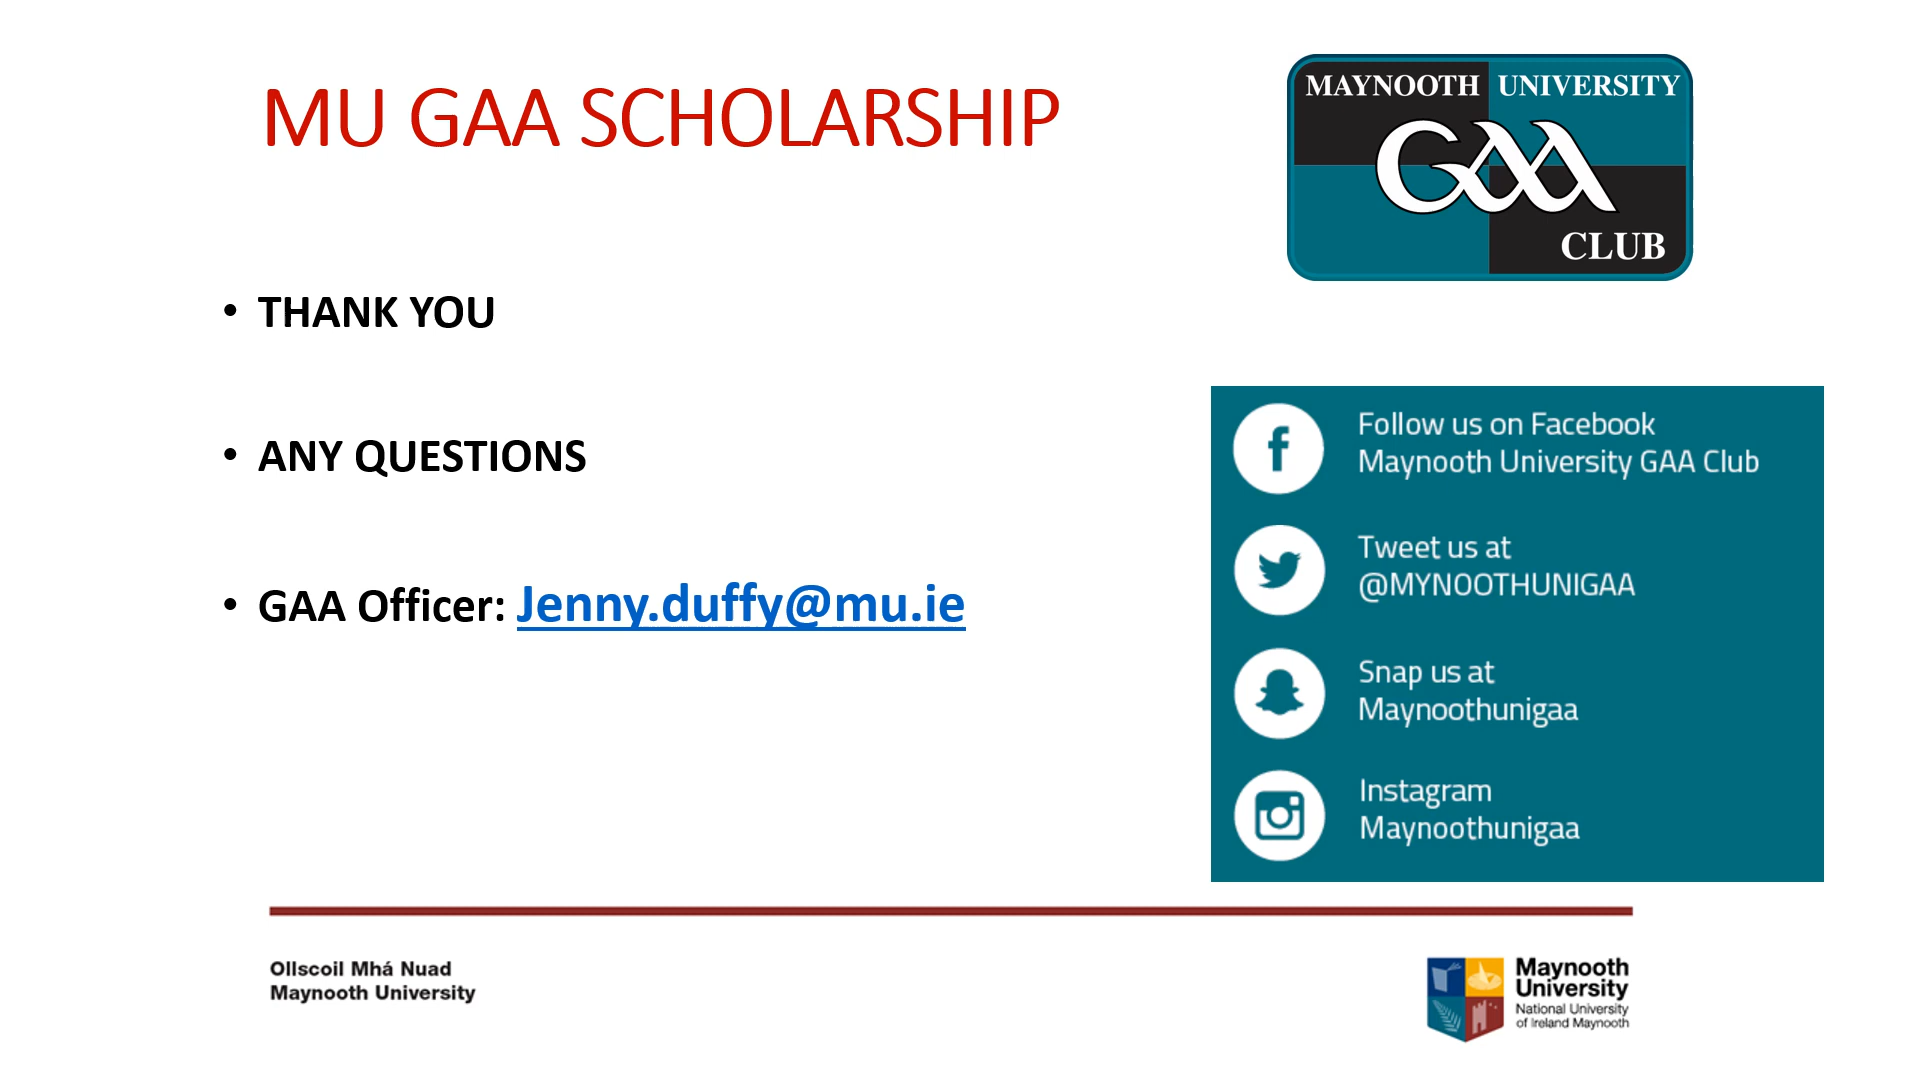 MU GAA SCHOLARSHIP
MAYNOOTH UNIVERSITY
GAA
CLUB
• THANK YOU
• ANY QUESTIONS
• GAA Officer: Jenny.duffy@mu.ie
Follow us on Facebook
Maynooth University GAA Club
Tweet us at
@MYNOOTHUNIGAA
Snap us at
Maynoothunigaa
Instagram
Maynoothunigaa
Ollscoil Mhá Nuad
Maynooth University
Maynooth
University
National University
of Ireland Maynooth